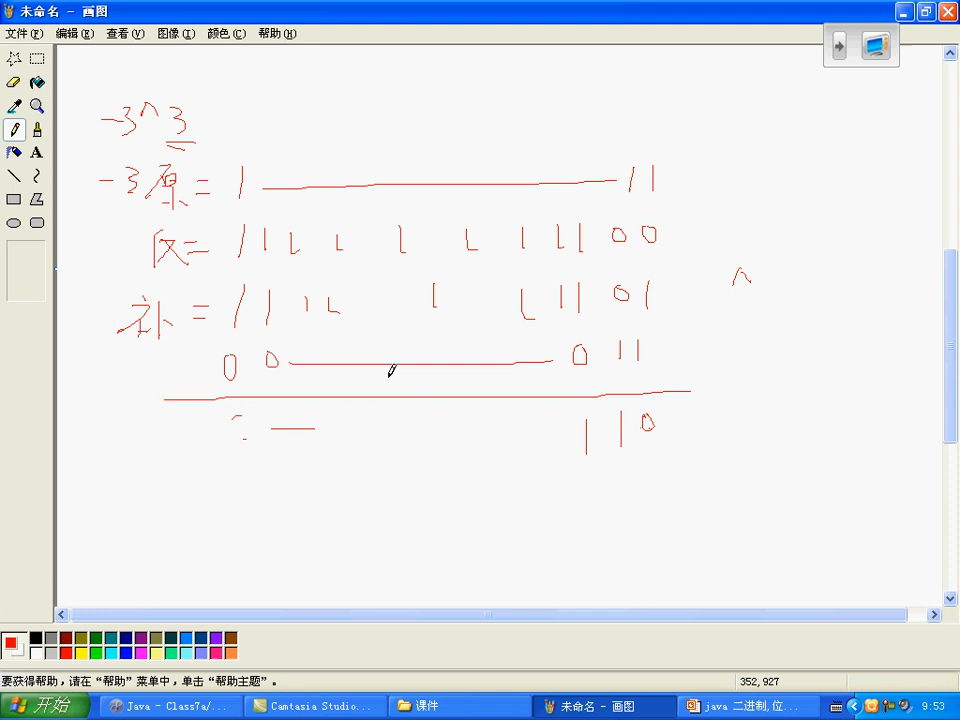 未命名 - 画图
文件(F) 编辑(E) 查看(V) 图像(I) 颜色(C) 帮助(H)
-3^3
-3原= 1 11
反= 1 1 1 1 1 1 1 1 1 0 0
补= 1 1 1 1 1 1 1 1 0 1
^
0 0 0 1 1
1 1 0
要获得帮助,请在“帮助”菜单中,单击“帮助主题”。
352,927
开始
Java - Class7a/...
Camtasia Studio...
课件
未命名 - 画图
java 二进制,位...
9:53